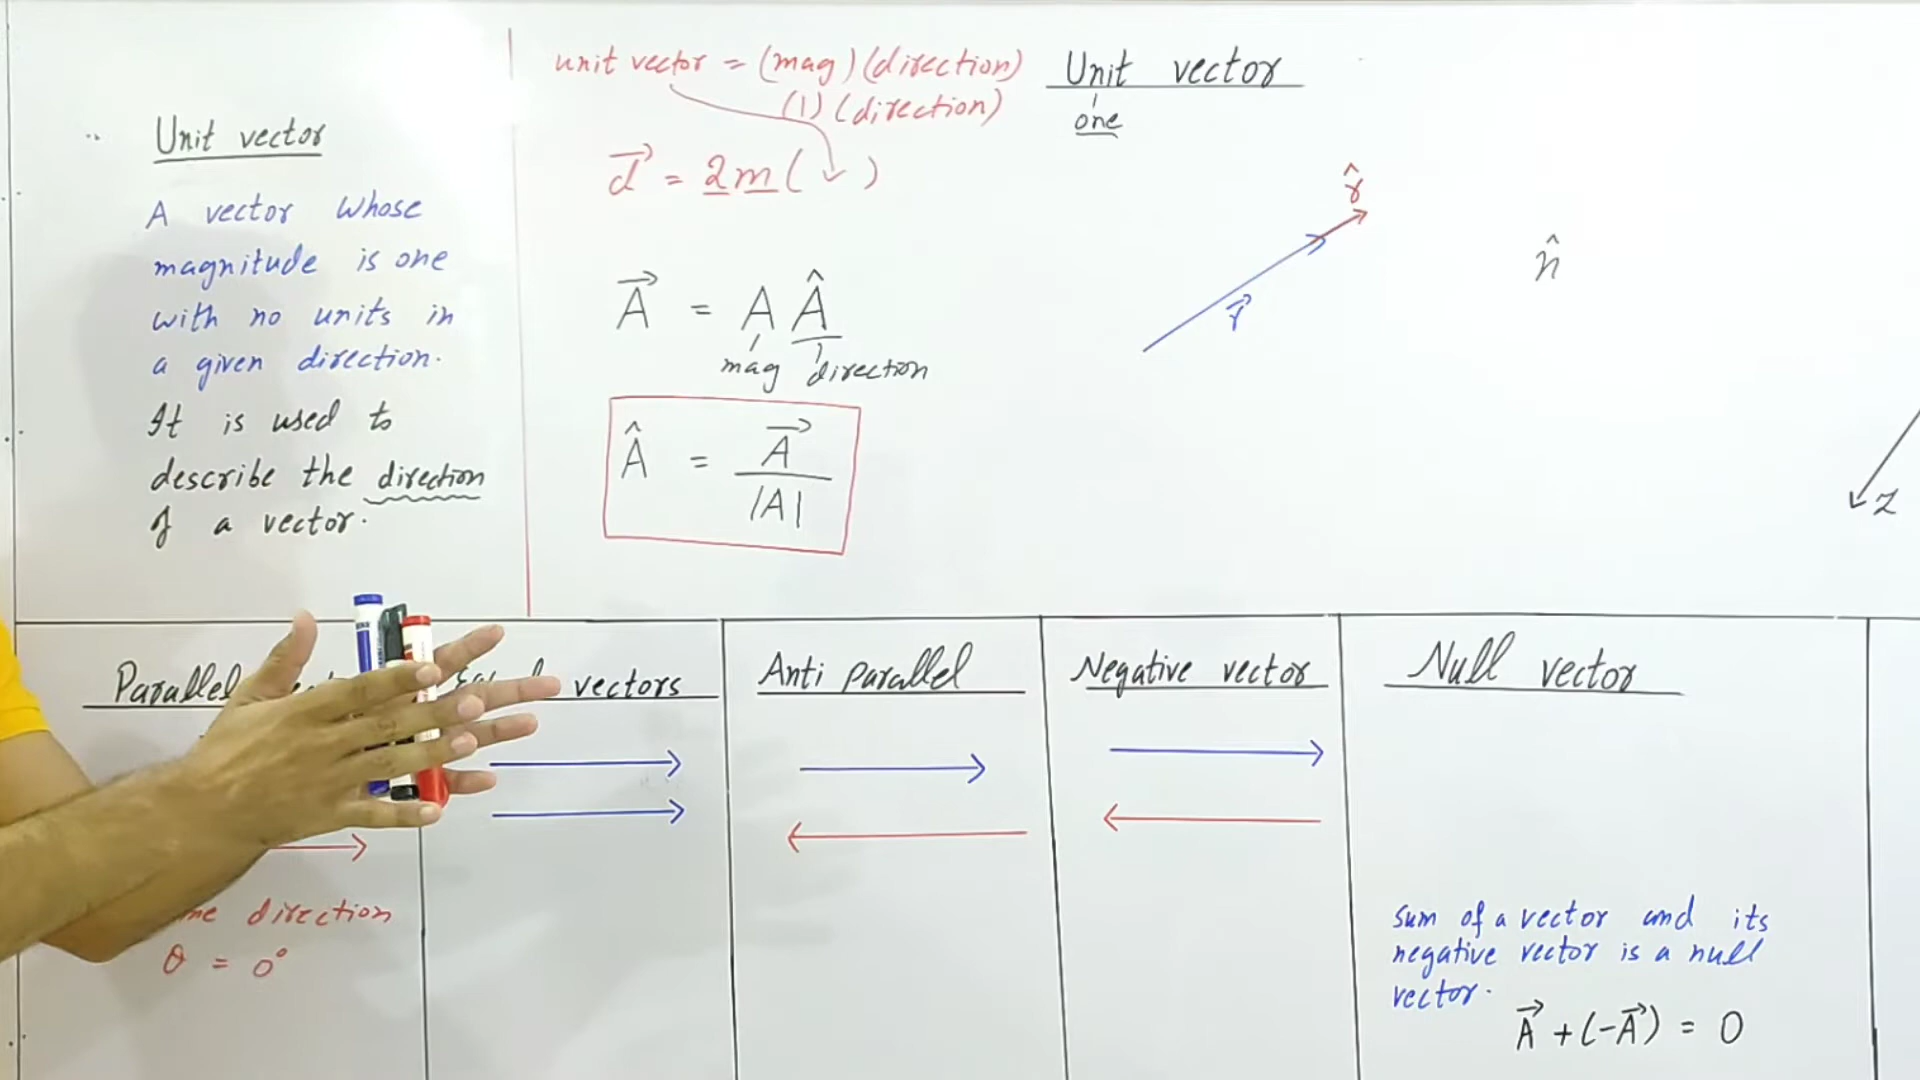 Unit vector
A vector whose
magnitude is one
with no units in
a given direction.
It is used to
describe the direction
of a vector.
unit vector = (mag) (direction)
(1) (direction)
d⃗ = 2m ( )
A⃗ = A Â
mag direction
Â = A⃗ / |A|
Unit vector
one
r̂
r⃗
n̂
Z
Parallel
direction
θ = 0°
vectors
Anti parallel
Negative vector
Null vector
sum of a vector and its
negative vector is a null
vector.
A⃗ + (-A⃗) = 0